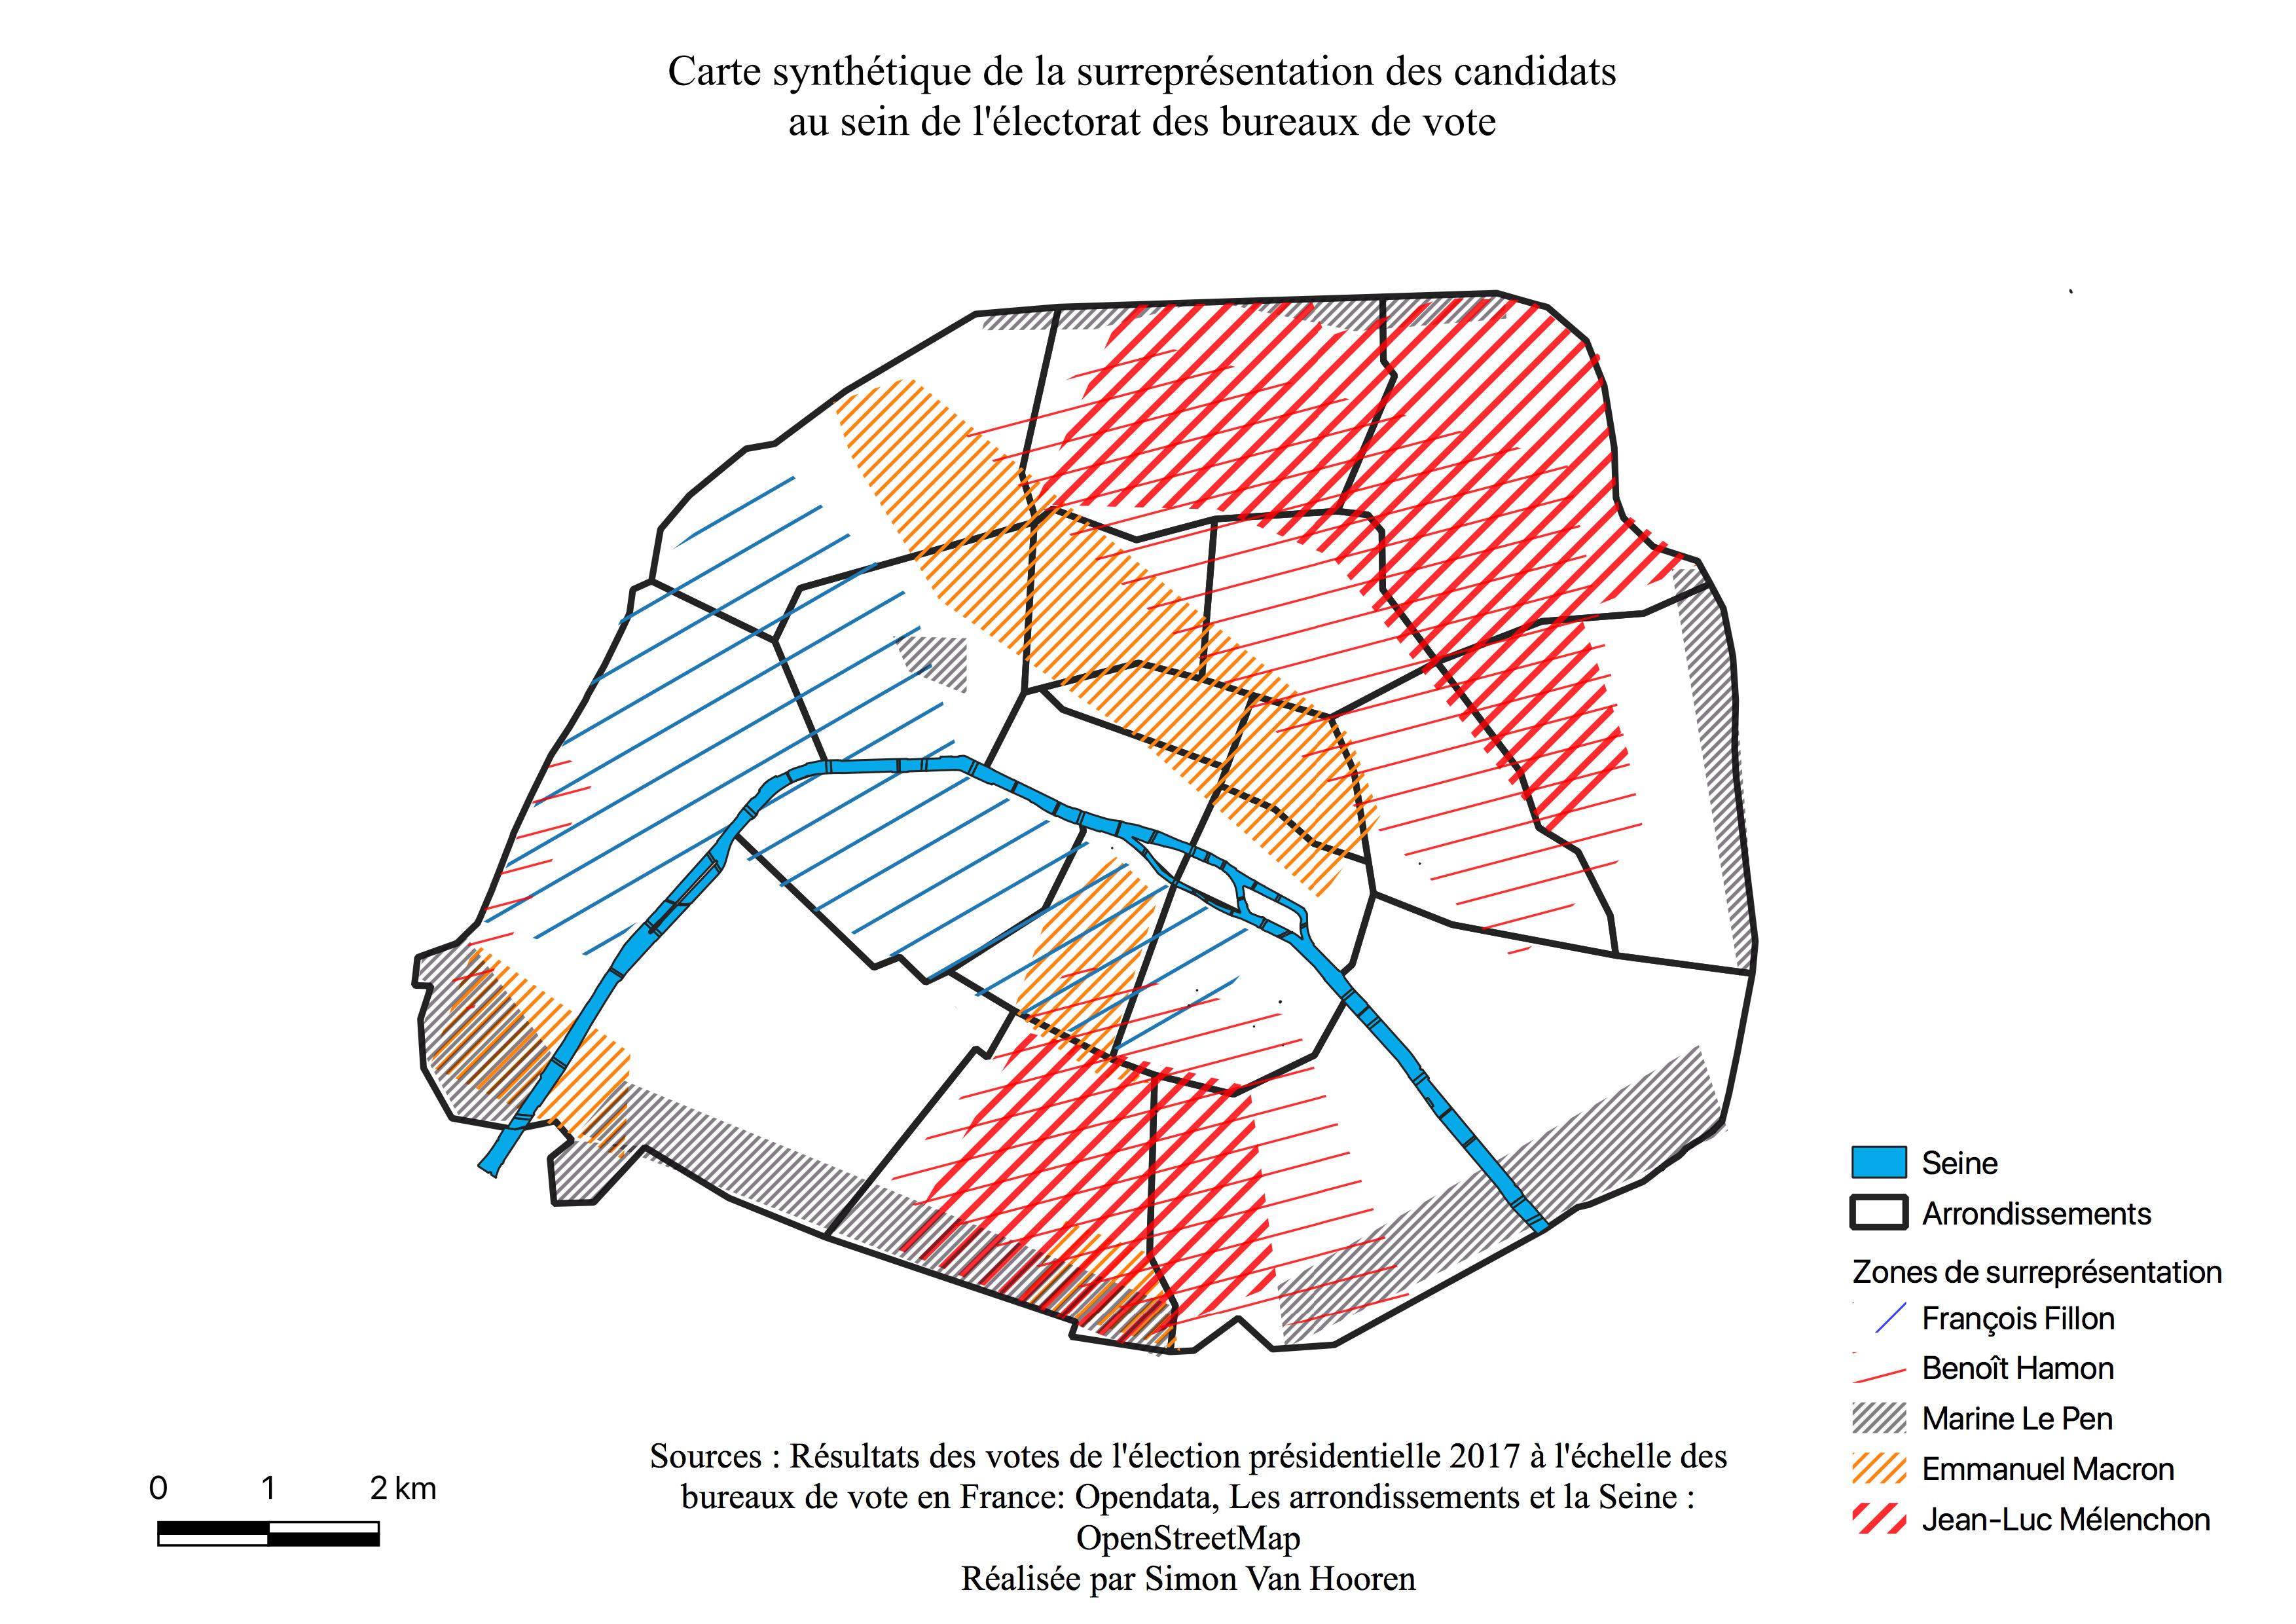 Carte synthétique de la surreprésentation des candidats
au sein de l'électorat des bureaux de vote
Seine
Arrondissements
Zones de surreprésentation
François Fillon
Benoît Hamon
Marine Le Pen
Emmanuel Macron
Jean-Luc Mélenchon
0 1 2 km
Sources : Résultats des votes de l'élection présidentielle 2017 à l'échelle des
bureaux de vote en France: Opendata, Les arrondissements et la Seine :
OpenStreetMap
Réalisée par Simon Van Hooren